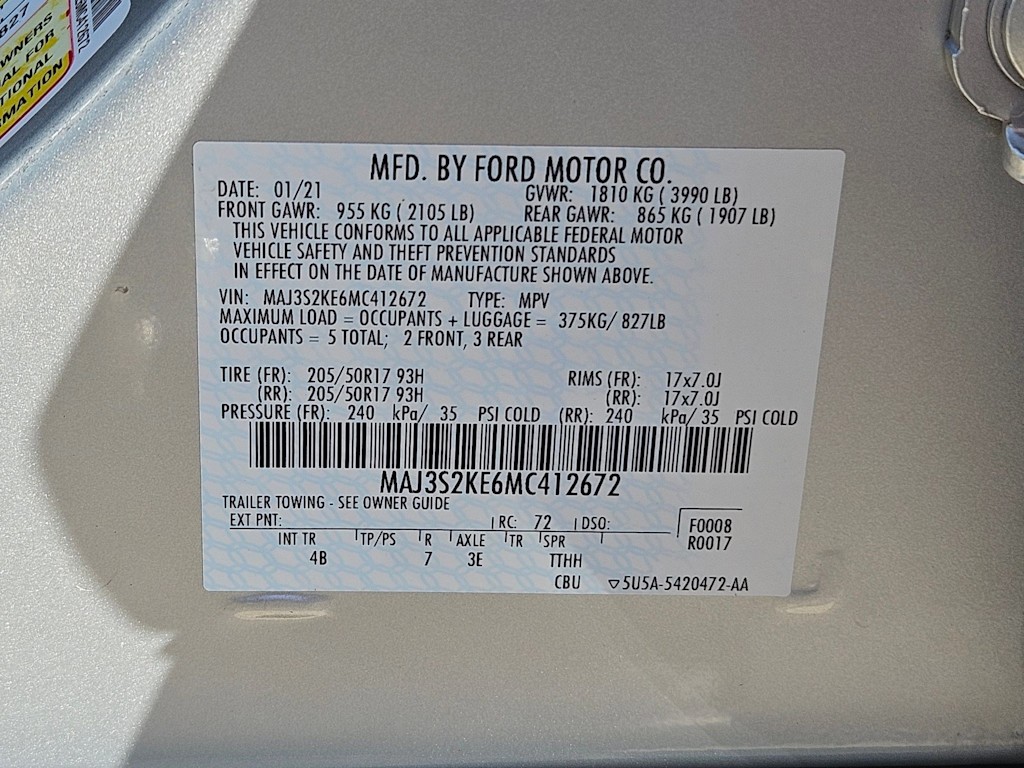 827
WNERS
AL FOR
TIONAL
RMATION
MFD. BY FORD MOTOR CO.
DATE: 01/21 GVWR: 1810 KG ( 3990 LB)
FRONT GAWR: 955 KG ( 2105 LB) REAR GAWR: 865 KG ( 1907 LB)
THIS VEHICLE CONFORMS TO ALL APPLICABLE FEDERAL MOTOR
VEHICLE SAFETY AND THEFT PREVENTION STANDARDS
IN EFFECT ON THE DATE OF MANUFACTURE SHOWN ABOVE.
VIN: MAJ3S2KE6MC412672 TYPE: MPV
MAXIMUM LOAD = OCCUPANTS + LUGGAGE = 375KG/ 827LB
OCCUPANTS = 5 TOTAL; 2 FRONT, 3 REAR
TIRE (FR): 205/50R17 93H RIMS (FR): 17x7.0J
(RR): 205/50R17 93H (RR): 17x7.0J
PRESSURE (FR): 240 kPa/ 35 PSI COLD (RR): 240 kPa/ 35 PSI COLD
MAJ3S2KE6MC412672
TRAILER TOWING - SEE OWNER GUIDE
EXT PNT: RC: 72 DSO: F0008
R0017
INT TR TP/PS R AXLE TR SPR
4B 7 3E TTHH
CBU ▽5U5A-5420472-AA